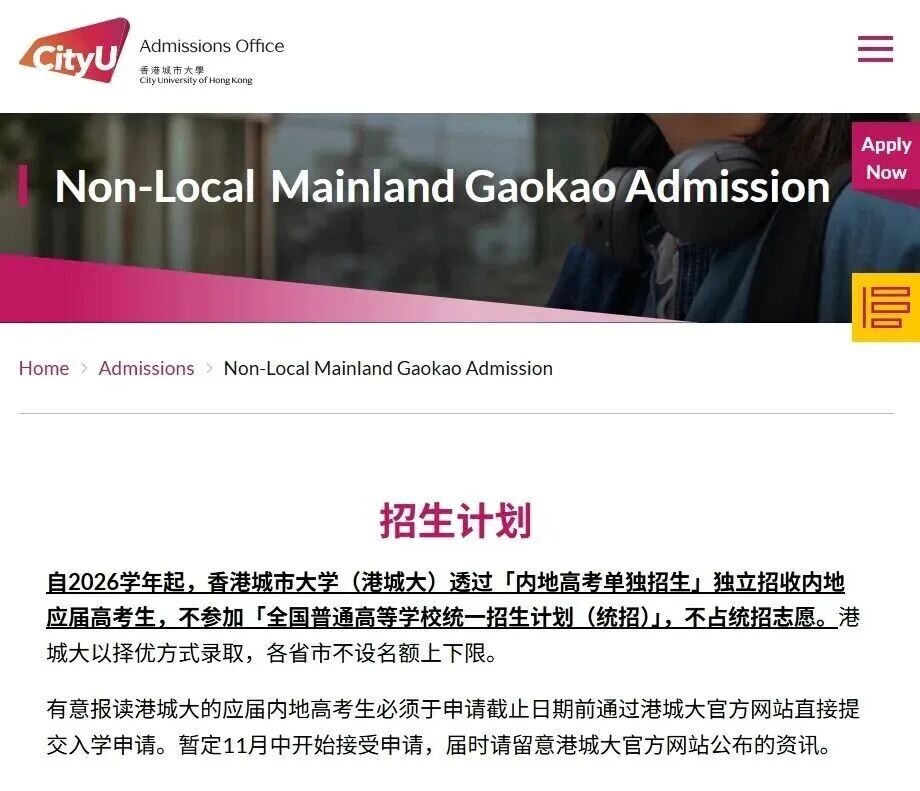 CityU
Admissions Office
香港城市大學
City University of Hong Kong
Non-Local Mainland Gaokao Admission
Apply
Now
Home > Admissions > Non-Local Mainland Gaokao Admission
招生计划
自2026学年起，香港城市大学（港城大）透过「内地高考单独招生」独立招收内地
应届高考生，不参加「全国普通高等学校统一招生计划（统招）」，不占统招志愿。港
城大以择优方式录取，各省市不设名额上下限。
有意报读港城大的应届内地高考生必须于申请截止日期前通过港城大官方网站直接提
交入学申请。暂定11月中开始接受申请，届时请留意港城大官方网站公布的资讯。